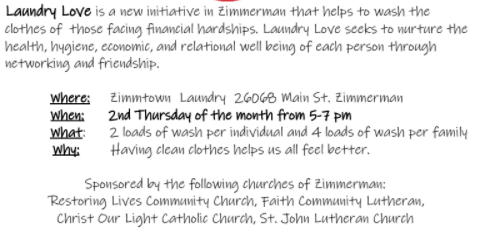 Laundry Love is a new initiative in Zimmerman that helps to wash the
clothes of those facing financial hardships. Laundry Love seeks to nurture the
health, hygiene, economic, and relational well being of each person through
networking and friendship.
Where: Zimmtown Laundry 26068 Main St. Zimmerman
When: 2nd Thursday of the month from 5-7 pm
What: 2 loads of wash per individual and 4 loads of wash per family
Why: Having clean clothes helps us all feel better.
Sponsored by the following churches of Zimmerman:
Restoring Lives Community Church, Faith Community Lutheran,
Christ Our Light Catholic Church, St. John Lutheran Church